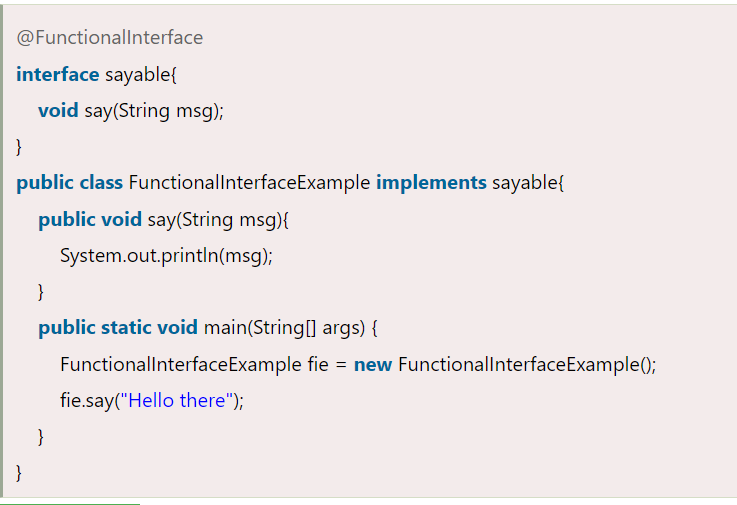 @FunctionalInterface
interface sayable{
void say(String msg);
}
public class FunctionalInterfaceExample implements sayable{
public void say(String msg){
System.out.println(msg);
}
public static void main(String[] args) {
FunctionalInterfaceExample fie = new FunctionalInterfaceExample();
fie.say("Hello there");
}
}